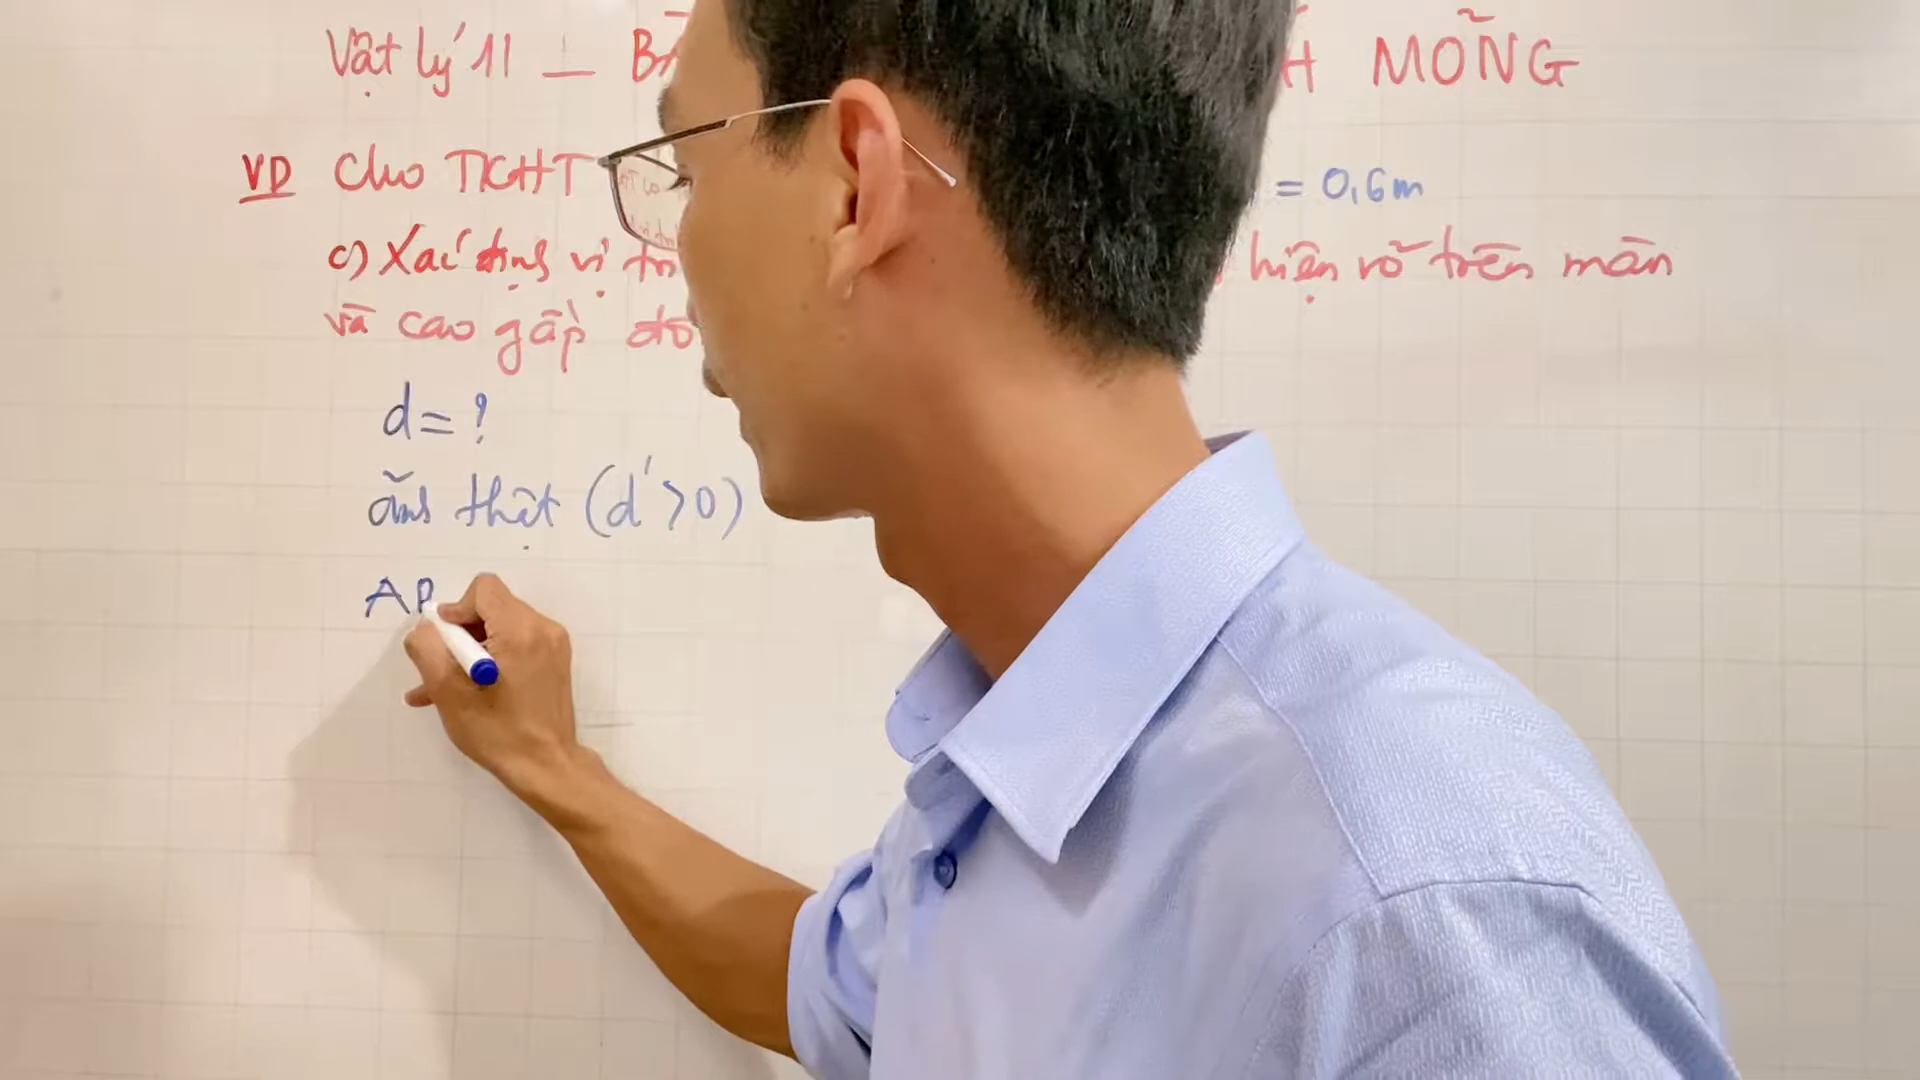 Vật lý 11 – BÀ H MỎNG
VD Cho TKHT = 0,6m
c) Xác định vị trí hiện rõ trên màn
và cao gấp đô
d = ?
ảnh thật (d' > 0)
A B